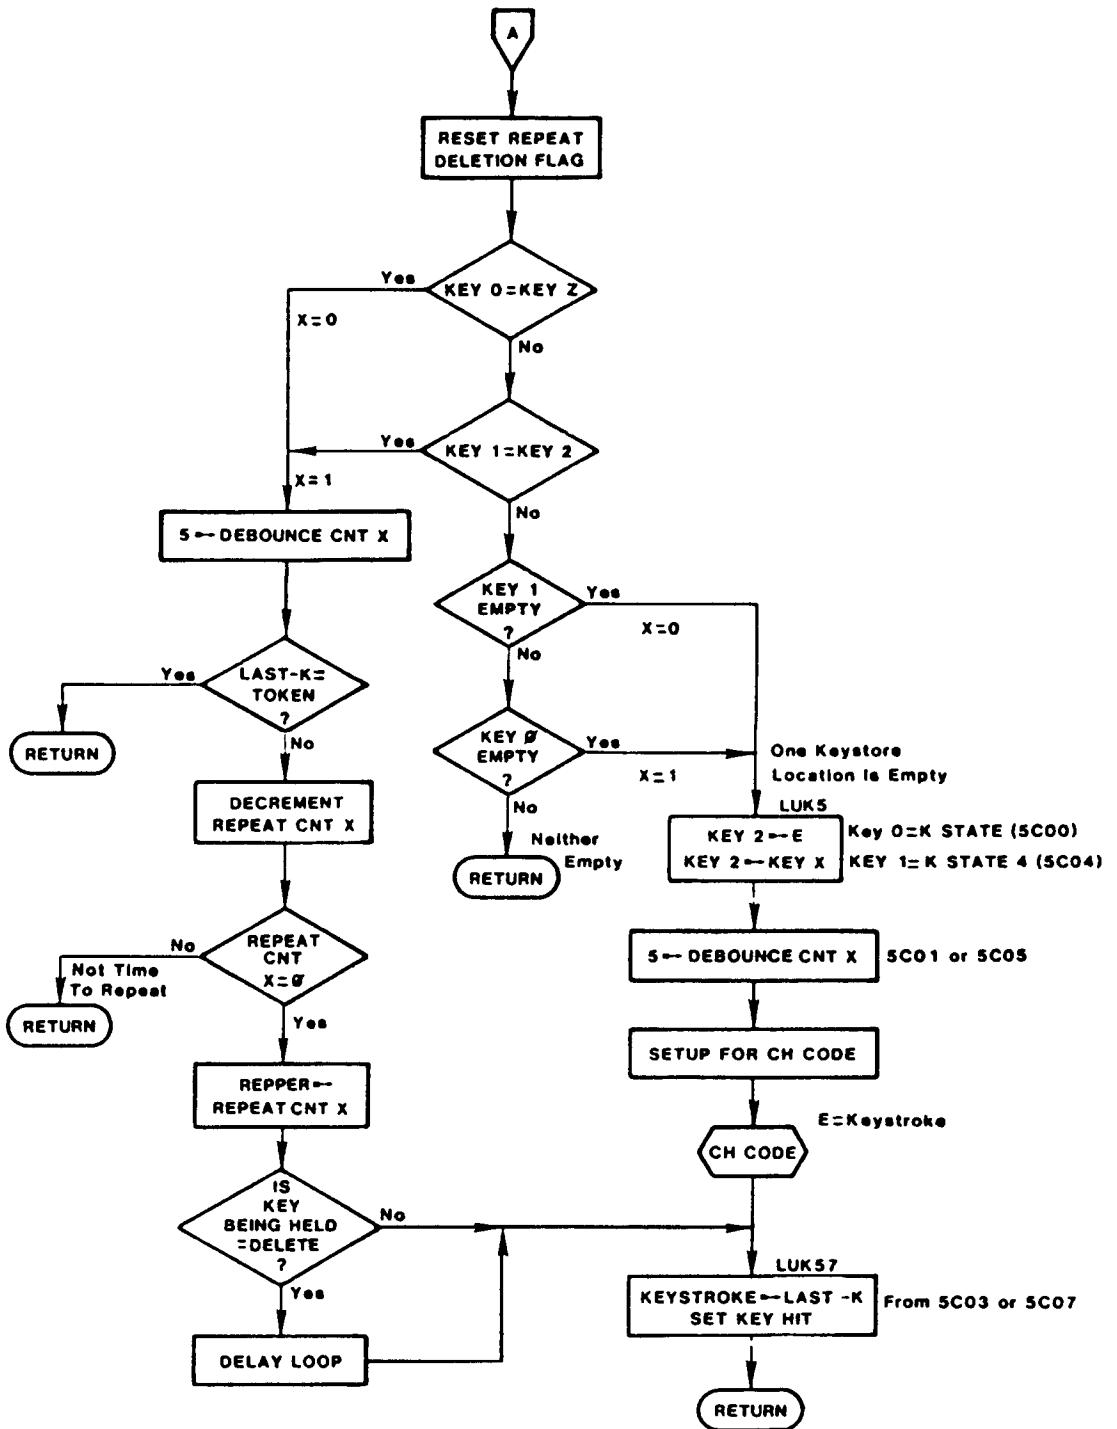 A
RESET REPEAT
DELETION FLAG
Yes
KEY 0=KEY Z
X=0
No
Yes
KEY 1=KEY 2
X=1
No
5←DEBOUNCE CNT X
KEY 1
EMPTY
?
Yes
X=0
No
Yes
LAST-K=
TOKEN
?
RETURN
No
KEY Ø
EMPTY
?
Yes
X=1
One Keystore
Location Is Empty
No
DECREMENT
REPEAT CNT X
Neither
Empty
RETURN
LUK5
KEY 2←E
KEY 2←KEY X
Key 0=K STATE (5C00)
KEY 1=K STATE 4 (5C04)
No
REPEAT
CNT
X=Ø
Not Time
To Repeat
RETURN
Yes
5←DEBOUNCE CNT X
5C01 or 5C05
SETUP FOR CH CODE
REPPER←
REPEAT CNT X
E=Keystroke
CH CODE
IS
KEY
BEING HELD
=DELETE
?
No
Yes
LUK57
KEYSTROKE←LAST -K
SET KEY HIT
From 5C03 or 5C07
DELAY LOOP
RETURN